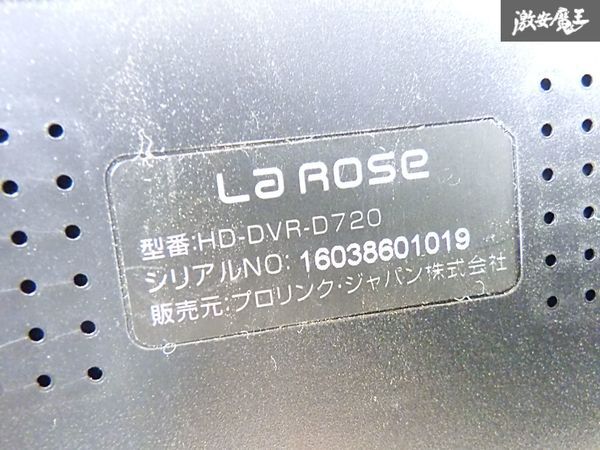 激安魔王
La Rose
型番:HD-DVR-D720
シリアルNO: 16038601019
販売元:プロリンク・ジャパン株式会社